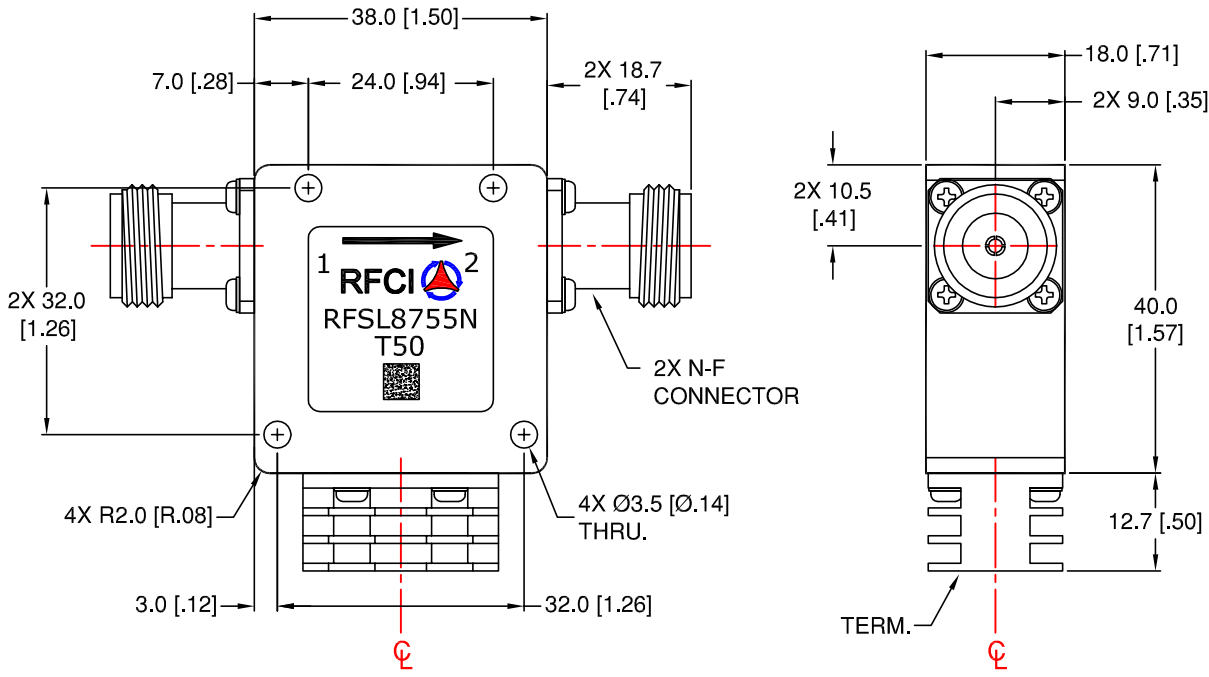 38.0 [1.50]
7.0 [.28]
24.0 [.94]
2X 18.7
[.74]
18.0 [.71]
2X 9.0 [.35]
2X 10.5
[.41]
2X 32.0
[1.26]
1
2
RFCI
RFSL8755N
T50
2X N-F
CONNECTOR
40.0
[1.57]
4X R2.0 [R.08]
4X Ø3.5 [Ø.14]
THRU.
12.7 [.50]
3.0 [.12]
32.0 [1.26]
TERM.
℄
℄